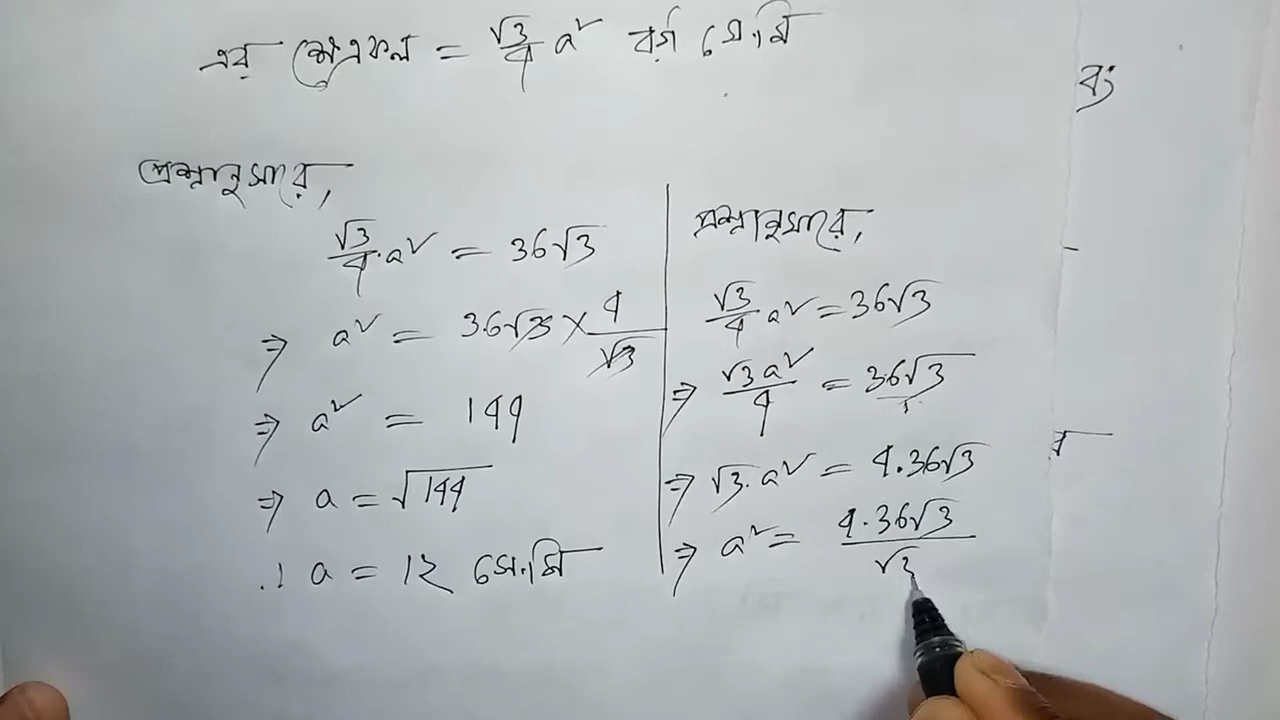 এর ক্ষেত্রফল = √3/4 a² বর্গ সে.মি
প্রশ্নানুসারে,
√3/4 · a² = 36√3
⇒ a² = 36√3 × 4/√3
⇒ a² = 144
⇒ a = √144
∴ a = 12 সে.মি
প্রশ্নানুসারে,
√3/4 a² = 36√3
⇒ √3a²/4 = 36√3/1
⇒ √3.a² = 4.36√3
⇒ a² = 4.36√3/√3